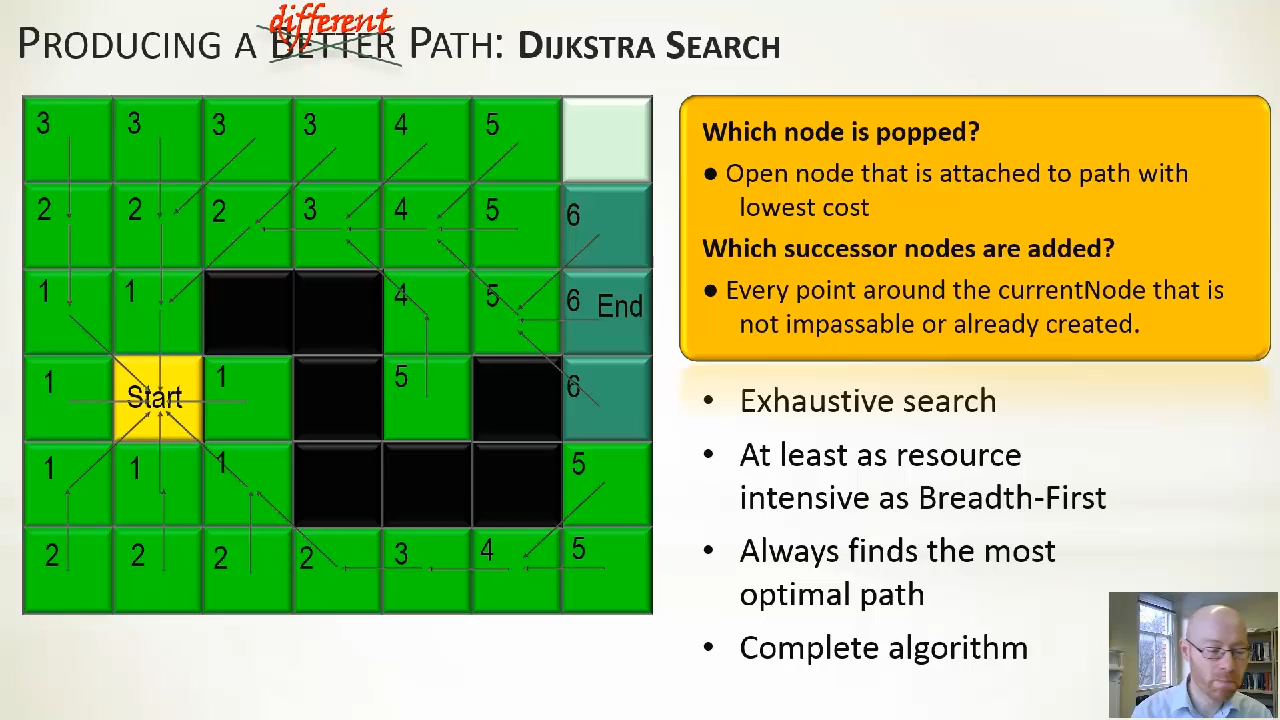 different
PRODUCING A BETTER PATH: DIJKSTRA SEARCH
3 3 3 3 4 5
2 2 2 3 4 5 6
1 1 4 5 6 End
1 Start 1 5 6
1 1 1 5
2 2 2 2 3 4 5
Which node is popped?
● Open node that is attached to path with
lowest cost
Which successor nodes are added?
● Every point around the currentNode that is
not impassable or already created.
• Exhaustive search
• At least as resource
intensive as Breadth-First
• Always finds the most
optimal path
• Complete algorithm